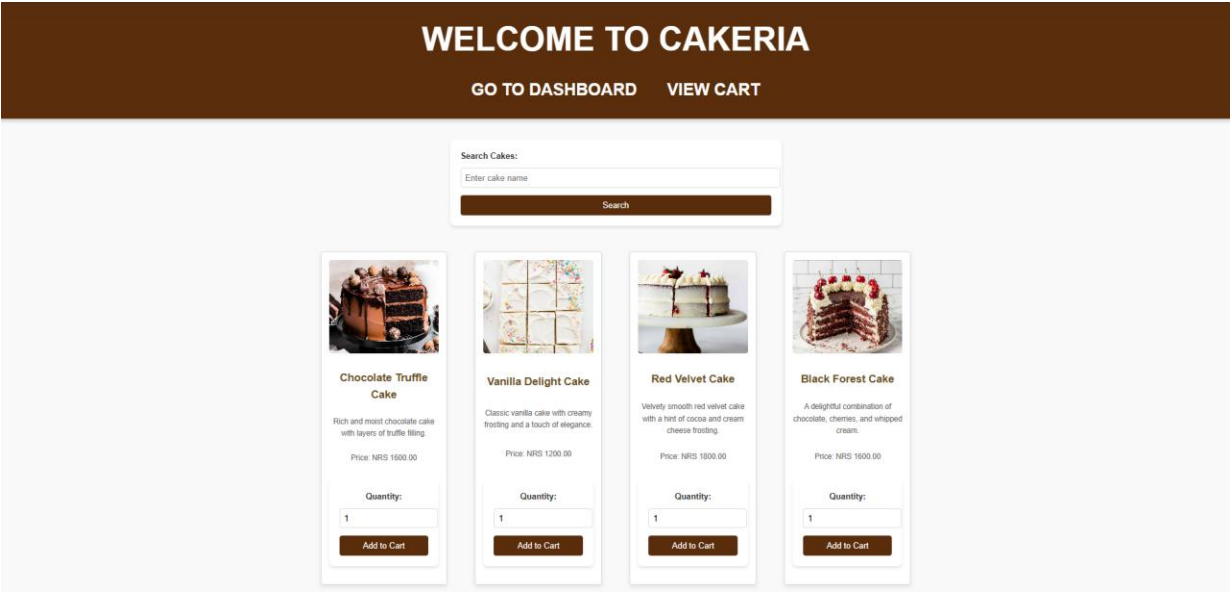 WELCOME TO CAKERIA
GO TO DASHBOARD VIEW CART
Search Cakes:
Enter cake name
Search
Chocolate Truffle
Cake
Rich and moist chocolate cake
with layers of truffle filling.
Price: NRS 1600.00
Quantity:
1
Add to Cart
Vanilla Delight Cake
Classic vanilla cake with creamy
frosting and a touch of elegance.
Price: NRS 1200.00
Quantity:
1
Add to Cart
Red Velvet Cake
Velvety smooth red velvet cake
with a hint of cocoa and cream
cheese frosting.
Price: NRS 1800.00
Quantity:
1
Add to Cart
Black Forest Cake
A delightful combination of
chocolate, cherries, and whipped
cream.
Price: NRS 1600.00
Quantity:
1
Add to Cart